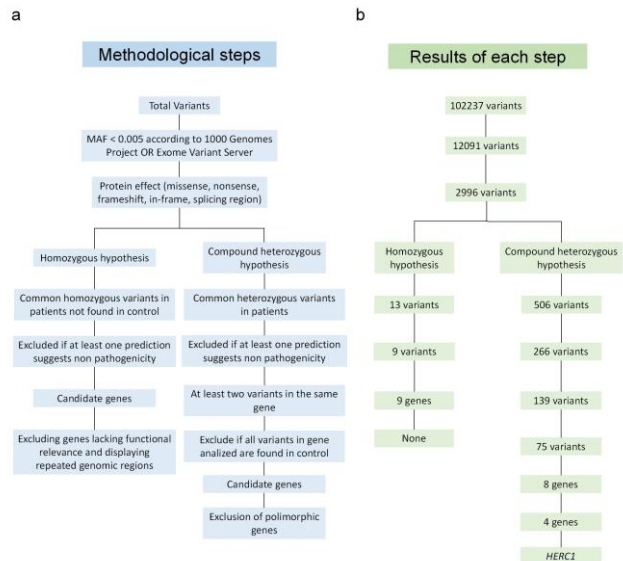 a
Methodological steps
Total Variants
MAF < 0.005 according to 1000 Genomes
Project OR Exome Variant Server
Protein effect (missense, nonsense,
frameshift, in-frame, splicing region)
Homozygous hypothesis
Common homozygous variants in
patients not found in control
Excluded if at least one prediction
suggests non pathogenicity
Candidate genes
Excluding genes lacking functional
relevance and displaying
repeated genomic regions
Compound heterozygous
hypothesis
Common heterozygous variants
in patients
Excluded if at least one prediction
suggests non pathogenicity
At least two variants in the same
gene
Exclude if all variants in gene
analized are found in control
Candidate genes
Exclusion of polymorphic
genes
b
Results of each step
102237 variants
12091 variants
2996 variants
Homozygous
hypothesis
13 variants
9 variants
9 genes
None
Compound heterozygous
hypothesis
506 variants
266 variants
139 variants
75 variants
8 genes
4 genes
HERC1